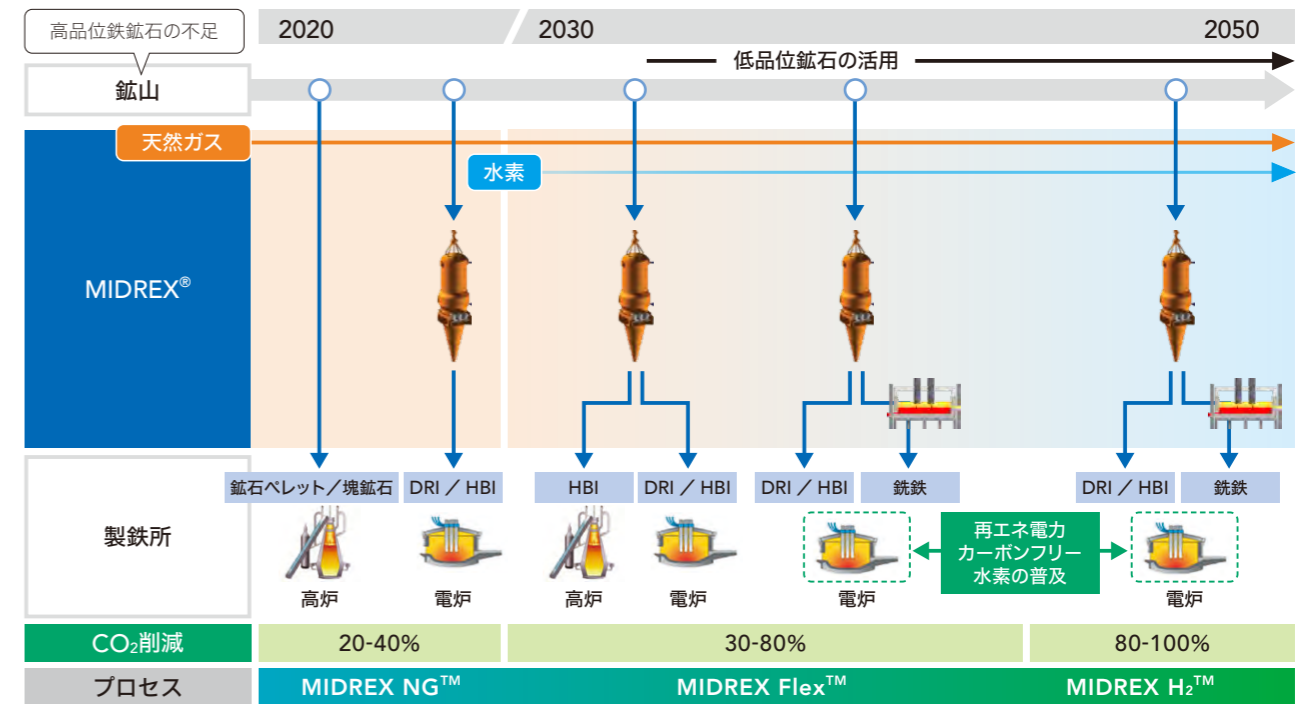 高品位鉄鉱石の不足
2020
2030
2050
低品位鉱石の活用
鉱山
天然ガス
水素
MIDREX®
鉱石ペレット／塊鉱石
DRI ／ HBI
HBI
DRI ／ HBI
DRI ／ HBI
銑鉄
DRI ／ HBI
銑鉄
製鉄所
再エネ電力
カーボンフリー
水素の普及
高炉
電炉
高炉
電炉
電炉
電炉
CO₂削減
20-40%
30-80%
80-100%
プロセス
MIDREX NG™
MIDREX Flex™
MIDREX H₂™